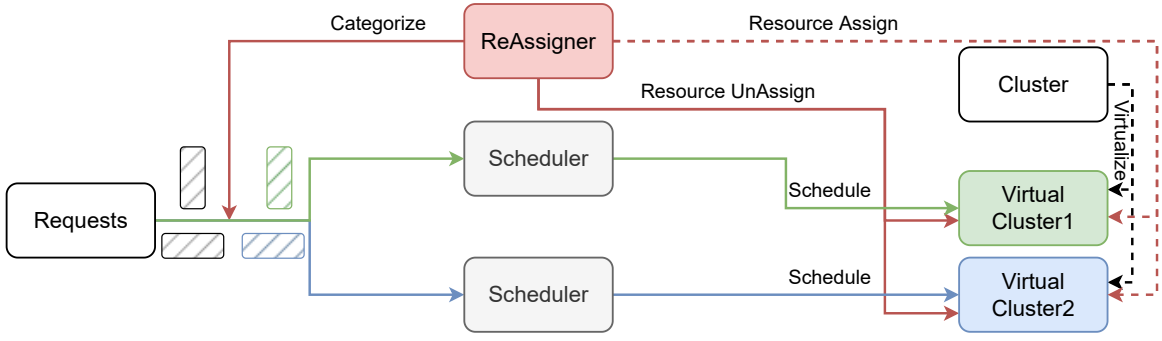 Categorize
ReAssigner
Resource Assign
Resource UnAssign
Cluster
Virtualize
Scheduler
Schedule
Requests
Virtual
Cluster1
Scheduler
Schedule
Virtual
Cluster2